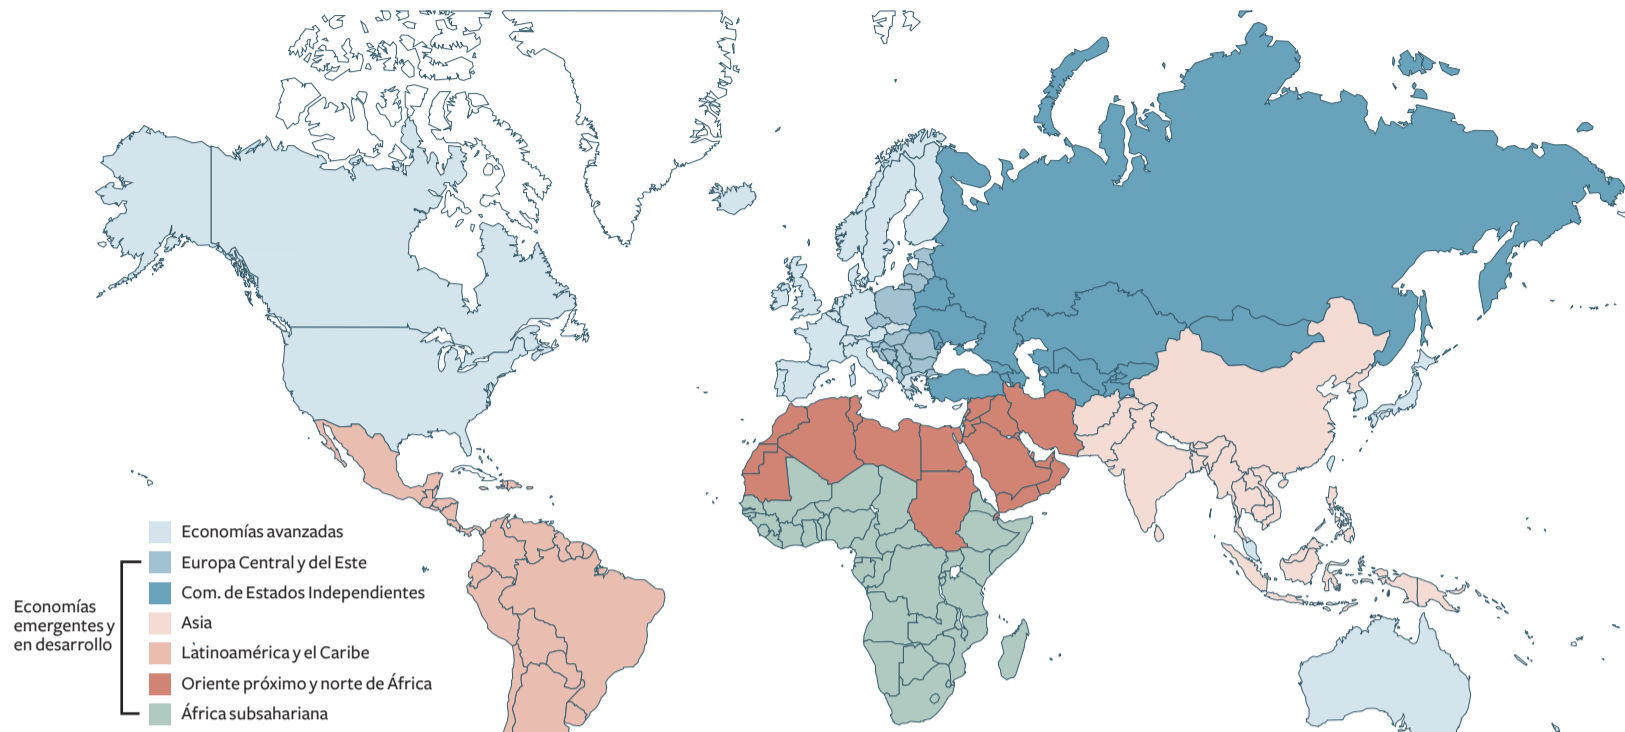 Economías avanzadas
Europa Central y del Este
Com. de Estados Independientes
Economías
emergentes y
en desarrollo
Asia
Latinoamérica y el Caribe
Oriente próximo y norte de África
África subsahariana